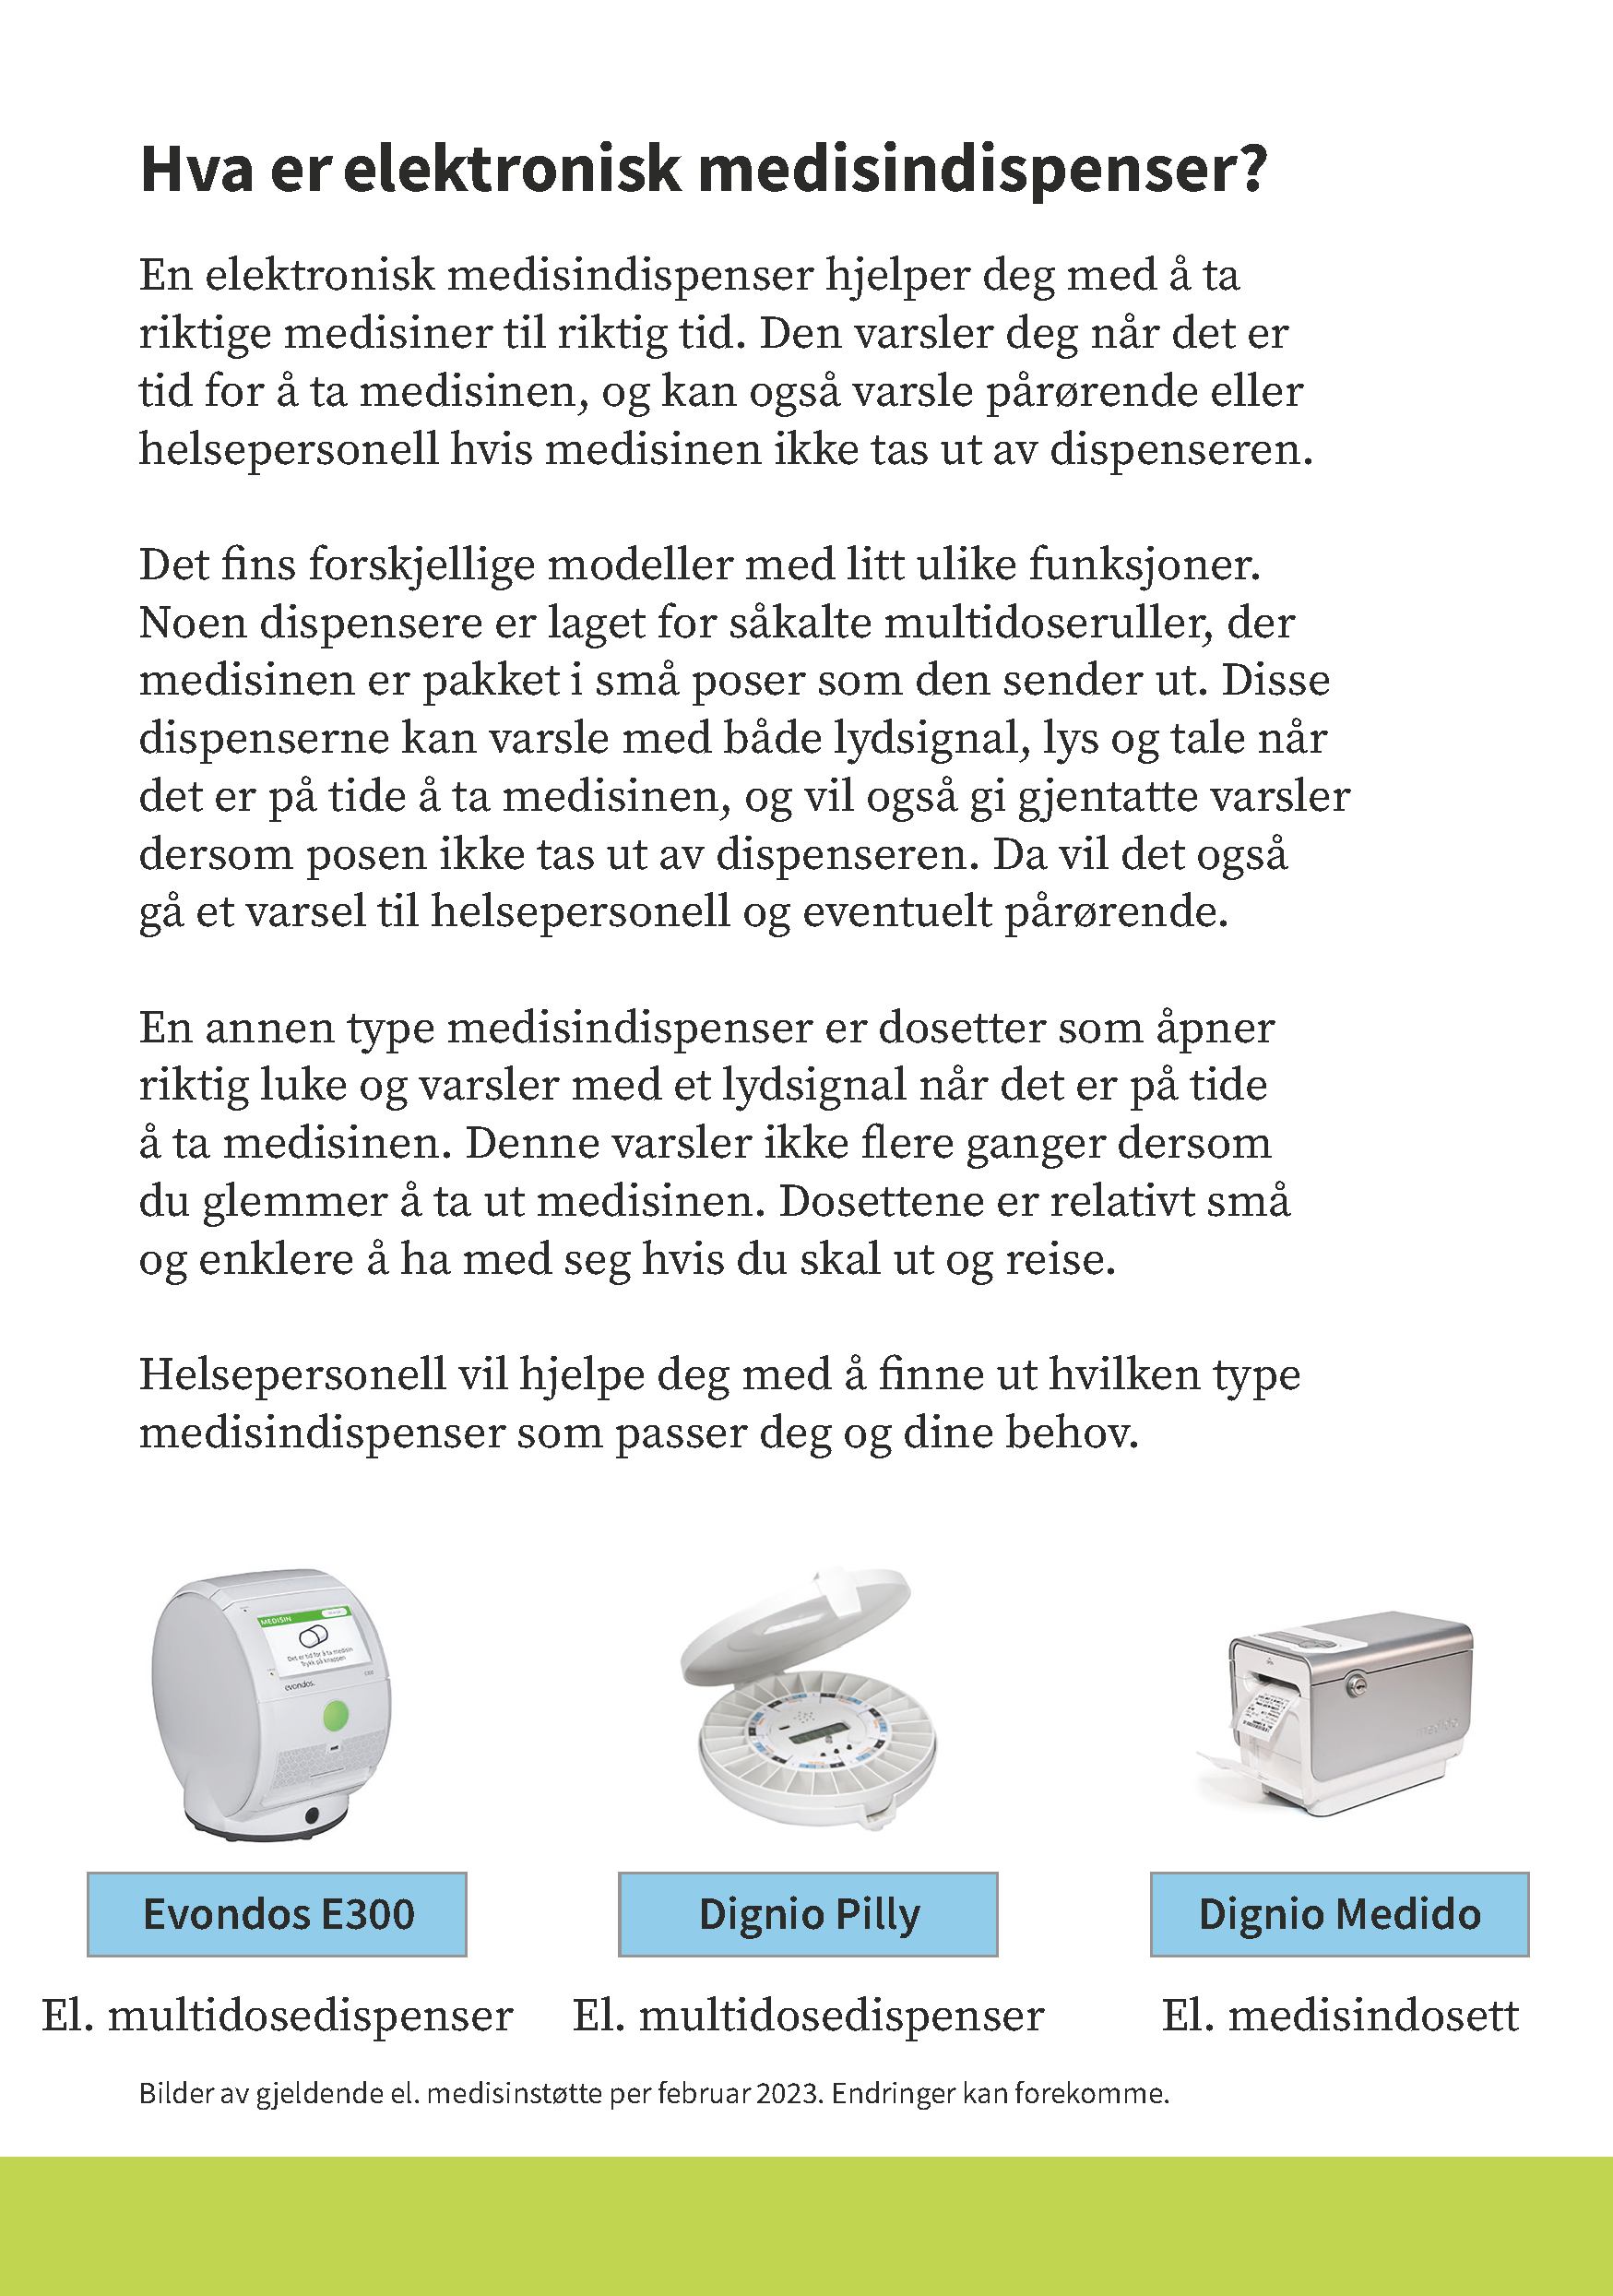 Hva er elektronisk medisindispenser?
En elektronisk medisindispenser hjelper deg med å ta
riktige medisiner til riktig tid. Den varsler deg når det er
tid for å ta medisinen, og kan også varsle pårørende eller
helsepersonell hvis medisinen ikke tas ut av dispenseren.
Det fins forskjellige modeller med litt ulike funksjoner.
Noen dispensere er laget for såkalte multidoseruller, der
medisinen er pakket i små poser som den sender ut. Disse
dispenserne kan varsle med både lydsignal, lys og tale når
det er på tide å ta medisinen, og vil også gi gjentatte varsler
dersom posen ikke tas ut av dispenseren. Da vil det også
gå et varsel til helsepersonell og eventuelt pårørende.
En annen type medisindispenser er dosetter som åpner
riktig luke og varsler med et lydsignal når det er på tide
å ta medisinen. Denne varsler ikke flere ganger dersom
du glemmer å ta ut medisinen. Dosettene er relativt små
og enklere å ha med seg hvis du skal ut og reise.
Helsepersonell vil hjelpe deg med å finne ut hvilken type
medisindispenser som passer deg og dine behov.
MEDISIN
Det er tid for å ta medisin
Trykk på knappen
E300
evondos.
medido
Evondos E300
Dignio Pilly
Dignio Medido
El. multidosedispenser
El. multidosedispenser
El. medisindosett
Bilder av gjeldende el. medisinstøtte per februar 2023. Endringer kan forekomme.